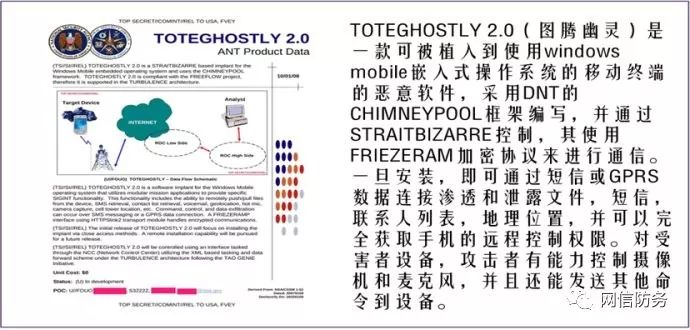 TOP SECRET//COMINT//REL TO USA, FVEY
TOTEGHOSTLY 2.0
ANT Product Data
(TS//SI//REL) TOTEGHOSTLY 2.0 is a STRAITBIZARRE based implant for the
Windows Mobile embedded operating system and uses the CHIMNEYPOOL
framework. TOTEGHOSTLY 2.0 is compliant with the FREEFLOW project,
therefore it is supported in the TURBULENCE architecture.
10/01/08
Target Device
INTERNET
Analyst
ROC Low Side
ROC High Side
(U//FOUO) TOTEGHOSTLY – Data Flow Schematic
(TS//SI//REL) TOTEGHOSTLY 2.0 is a software implant for the Windows Mobile
operating system that utilizes modular mission applications to provide specific
SIGINT functionality. This functionality includes the ability to remotely push/pull files
from the device, SMS retrieval, contact list retrieval, voicemail, geolocation, hot mic,
camera capture, cell tower location, etc. Command, control, and data exfiltration
can occur over SMS messaging or a GPRS data connection. A FRIEZERAMP
interface using HTTPSlink2 transport module handles encrypted communications.
(TS//SI//REL) The initial release of TOTEGHOSTLY 2.0 will focus on installing the
implant via close access methods. A remote installation capability will be pursued
for a future release.
(TS//SI//REL) TOTEGHOSTLY 2.0 will be controlled using an interface tasked
through the NCC (Network Control Center) utilizing the XML based tasking and data
forward scheme under the TURBULENCE architecture following the TAO GENIE
Initiative.
Unit Cost: $0
Status: (U) In development
POC: U//FOUO
S32222,
TOP SECRET//COMINT//REL TO USA, FVEY
TOTEGHOSTLY 2.0（图腾幽灵）是
一款可被植入到使用windows
mobile嵌入式操作系统的移动终端
的恶意软件，采用DNT的
CHIMNEYPOOL框架编写，并通过
STRAITBIZARRE控制，其使用
FRIEZERAM加密协议来进行通信。
一旦安装，即可通过短信或GPRS
数据连接渗透和泄露文件，短信，
联系人列表，地理位置，并可以完
全获取手机的远程控制权限。对受
害者设备，攻击者有能力控制摄像
机和麦克风，并且还能发送其他命
令到设备。
网信防务